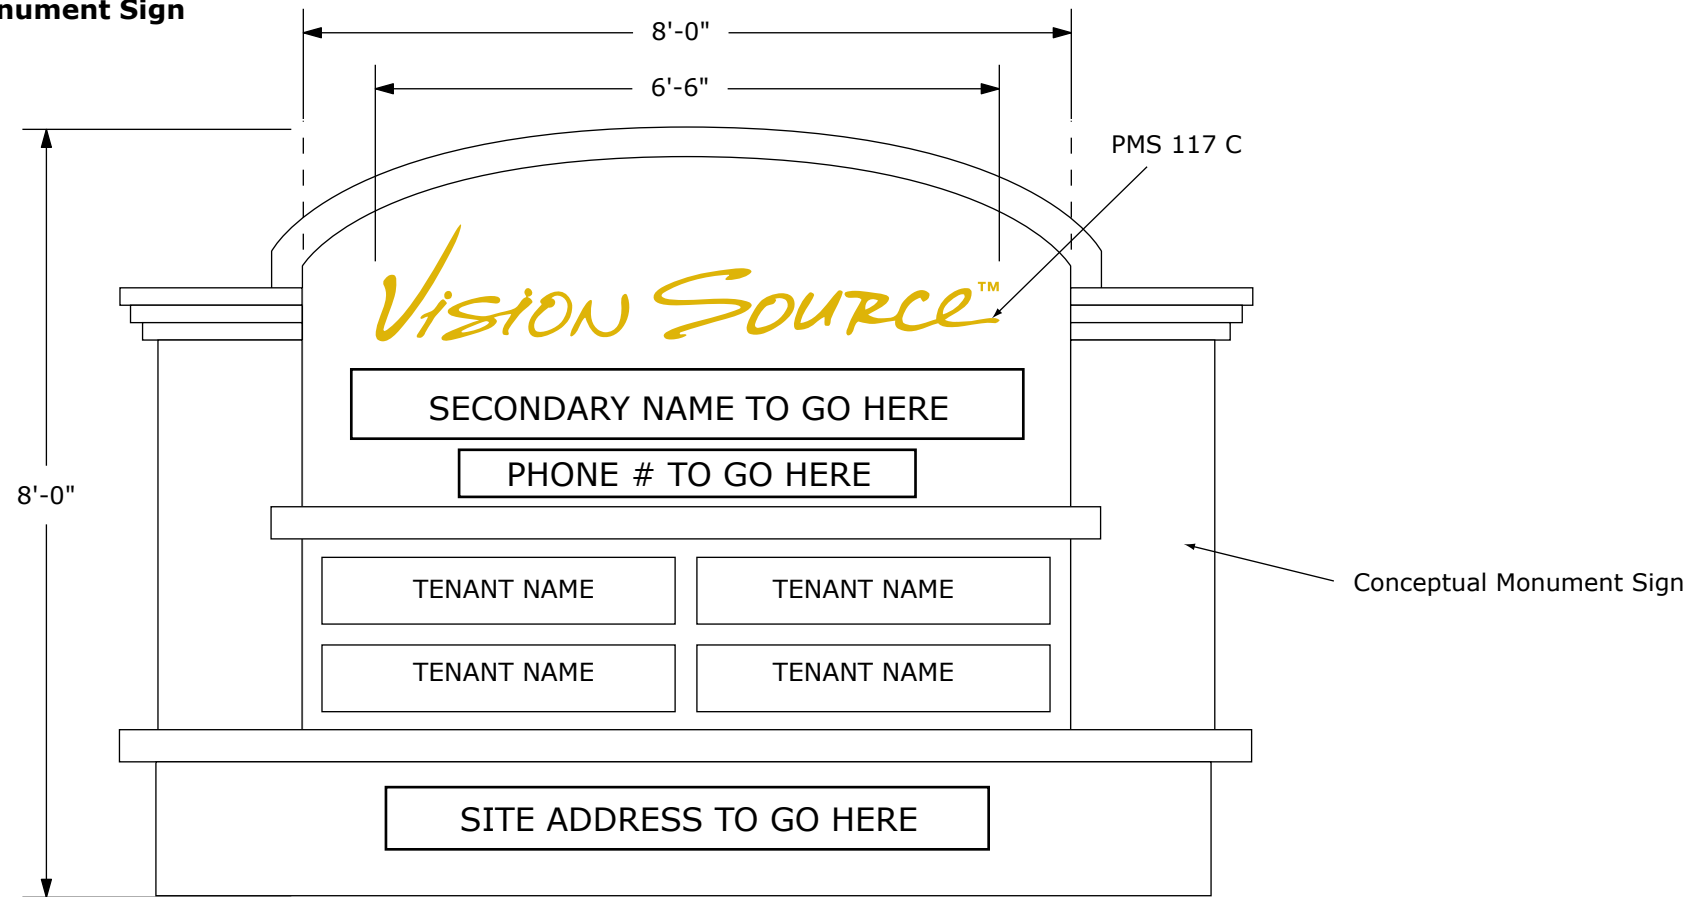 nument Sign
8'-0"
6'-6"
PMS 117 C
VISION SOURCE™
SECONDARY NAME TO GO HERE
PHONE # TO GO HERE
8'-0"
TENANT NAME TENANT NAME
Conceptual Monument Sign
TENANT NAME TENANT NAME
SITE ADDRESS TO GO HERE